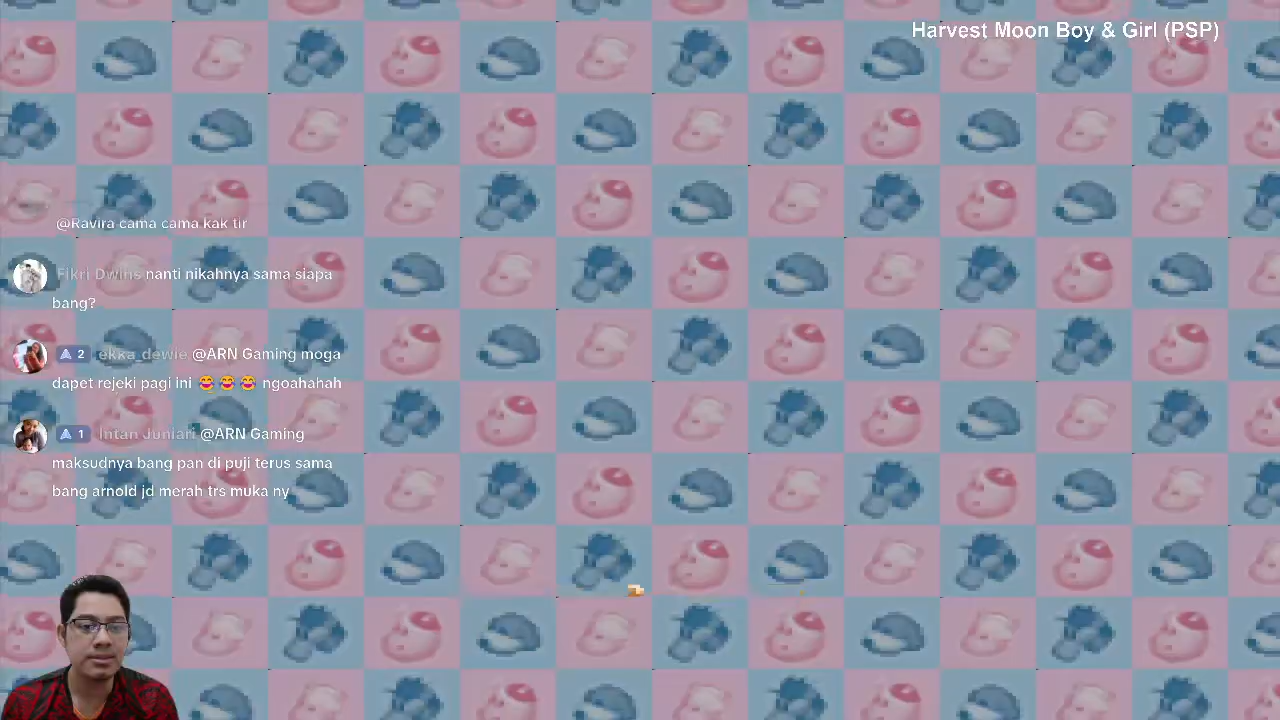 Harvest Moon Boy & Girl (PSP)
@Ravira cama cama kak tir
Fikri Dwins nanti nikahnya sama siapa
bang?
2 ekka_dewie @ARN Gaming moga
dapet rejeki pagi ini 😂😂😂 ngoahahah
1 Intan Juniari @ARN Gaming
maksudnya bang pan di puji terus sama
bang arnold jd merah trs muka ny